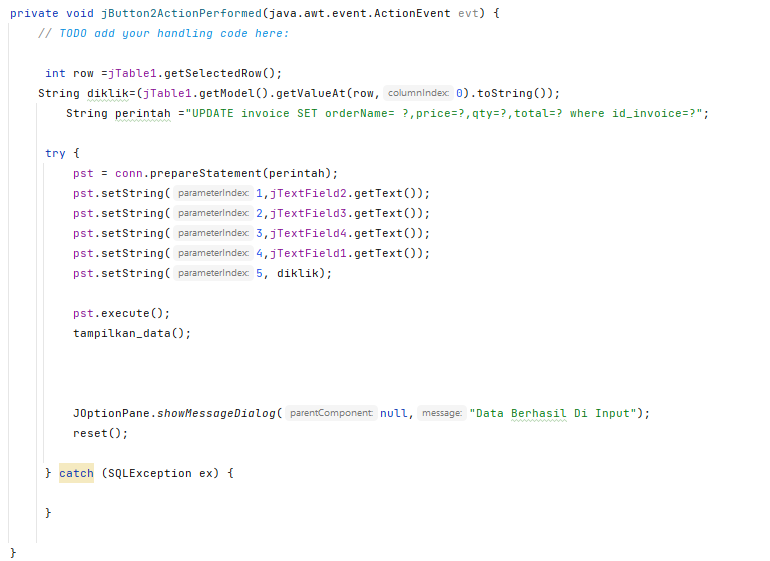 private void jButton2ActionPerformed(java.awt.event.ActionEvent evt) {
// TODO add your handling code here:
int row =jTable1.getSelectedRow();
String diklik=(jTable1.getModel().getValueAt(row, columnIndex: 0).toString());
String perintah ="UPDATE invoice SET orderName= ?,price=?,qty=?,total=? where id_invoice=?";
try {
pst = conn.prepareStatement(perintah);
pst.setString( parameterIndex: 1,jTextField2.getText());
pst.setString( parameterIndex: 2,jTextField3.getText());
pst.setString( parameterIndex: 3,jTextField4.getText());
pst.setString( parameterIndex: 4,jTextField1.getText());
pst.setString( parameterIndex: 5, diklik);
pst.execute();
tampilkan_data();
JOptionPane.showMessageDialog( parentComponent: null, message: "Data Berhasil Di Input");
reset();
} catch (SQLException ex) {
}
}